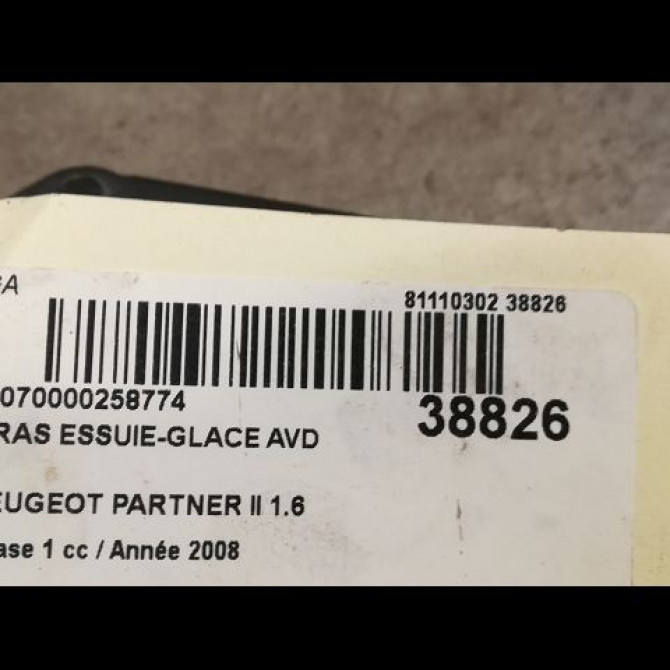 81110302 38826
070000258774
38826
RAS ESSUIE-GLACE AVD
EUGEOT PARTNER II 1.6
ase 1 cc / Année 2008